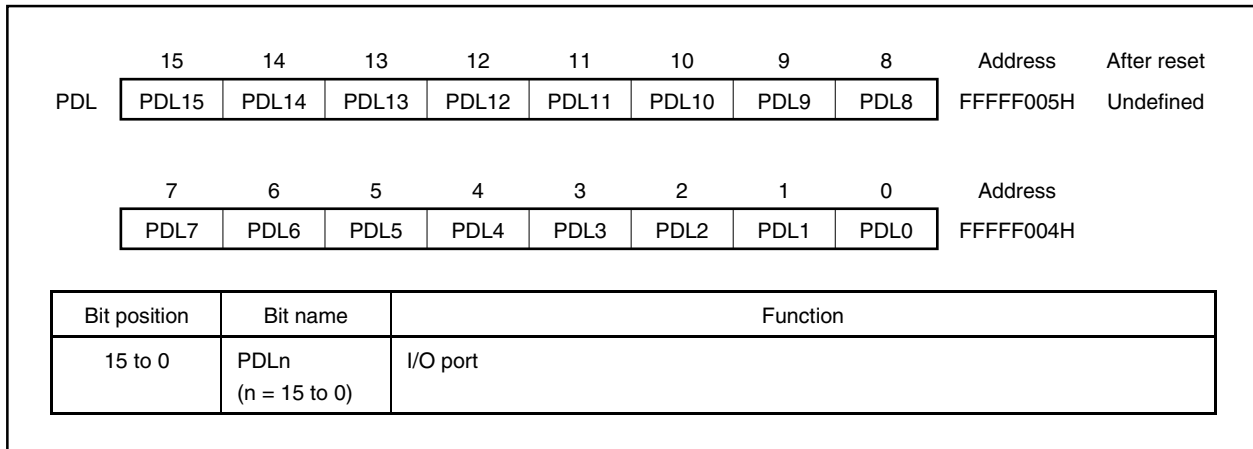 15 14 13 12 11 10 9 8 Address After reset
PDL PDL15 PDL14 PDL13 PDL12 PDL11 PDL10 PDL9 PDL8 FFFFF005H Undefined
7 6 5 4 3 2 1 0 Address
PDL7 PDL6 PDL5 PDL4 PDL3 PDL2 PDL1 PDL0 FFFFF004H
Bit position Bit name Function
15 to 0 PDLn I/O port
(n = 15 to 0)